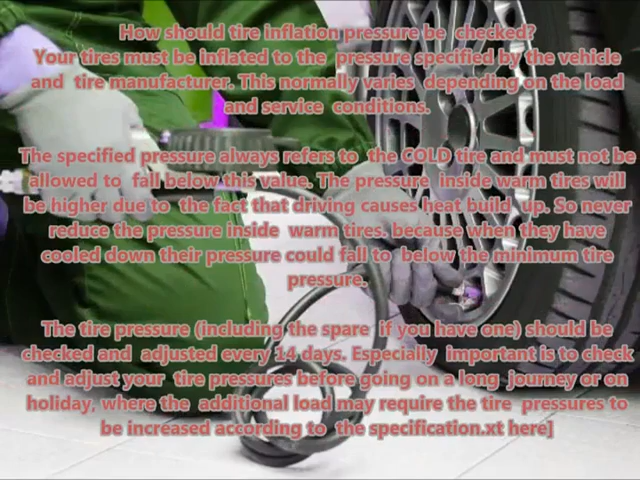 How should tire inflation pressure be checked?
Your tires must be inflated to the pressure specified by the vehicle
and tire manufacturer. This normally varies depending on the load
and service conditions.
The specified pressure always refers to the COLD tire and must not be
allowed to fall below this value. The pressure inside warm tires will
be higher due to the fact that driving causes heat build up. So never
reduce the pressure inside warm tires. because when they have
cooled down their pressure could fall to below the minimum tire
pressure.
The tire pressure (including the spare if you have one) should be
checked and adjusted every 14 days. Especially important is to check
and adjust your tire pressures before going on a long journey or on
holiday, where the additional load may require the tire pressures to
be increased according to the specification.xt here]